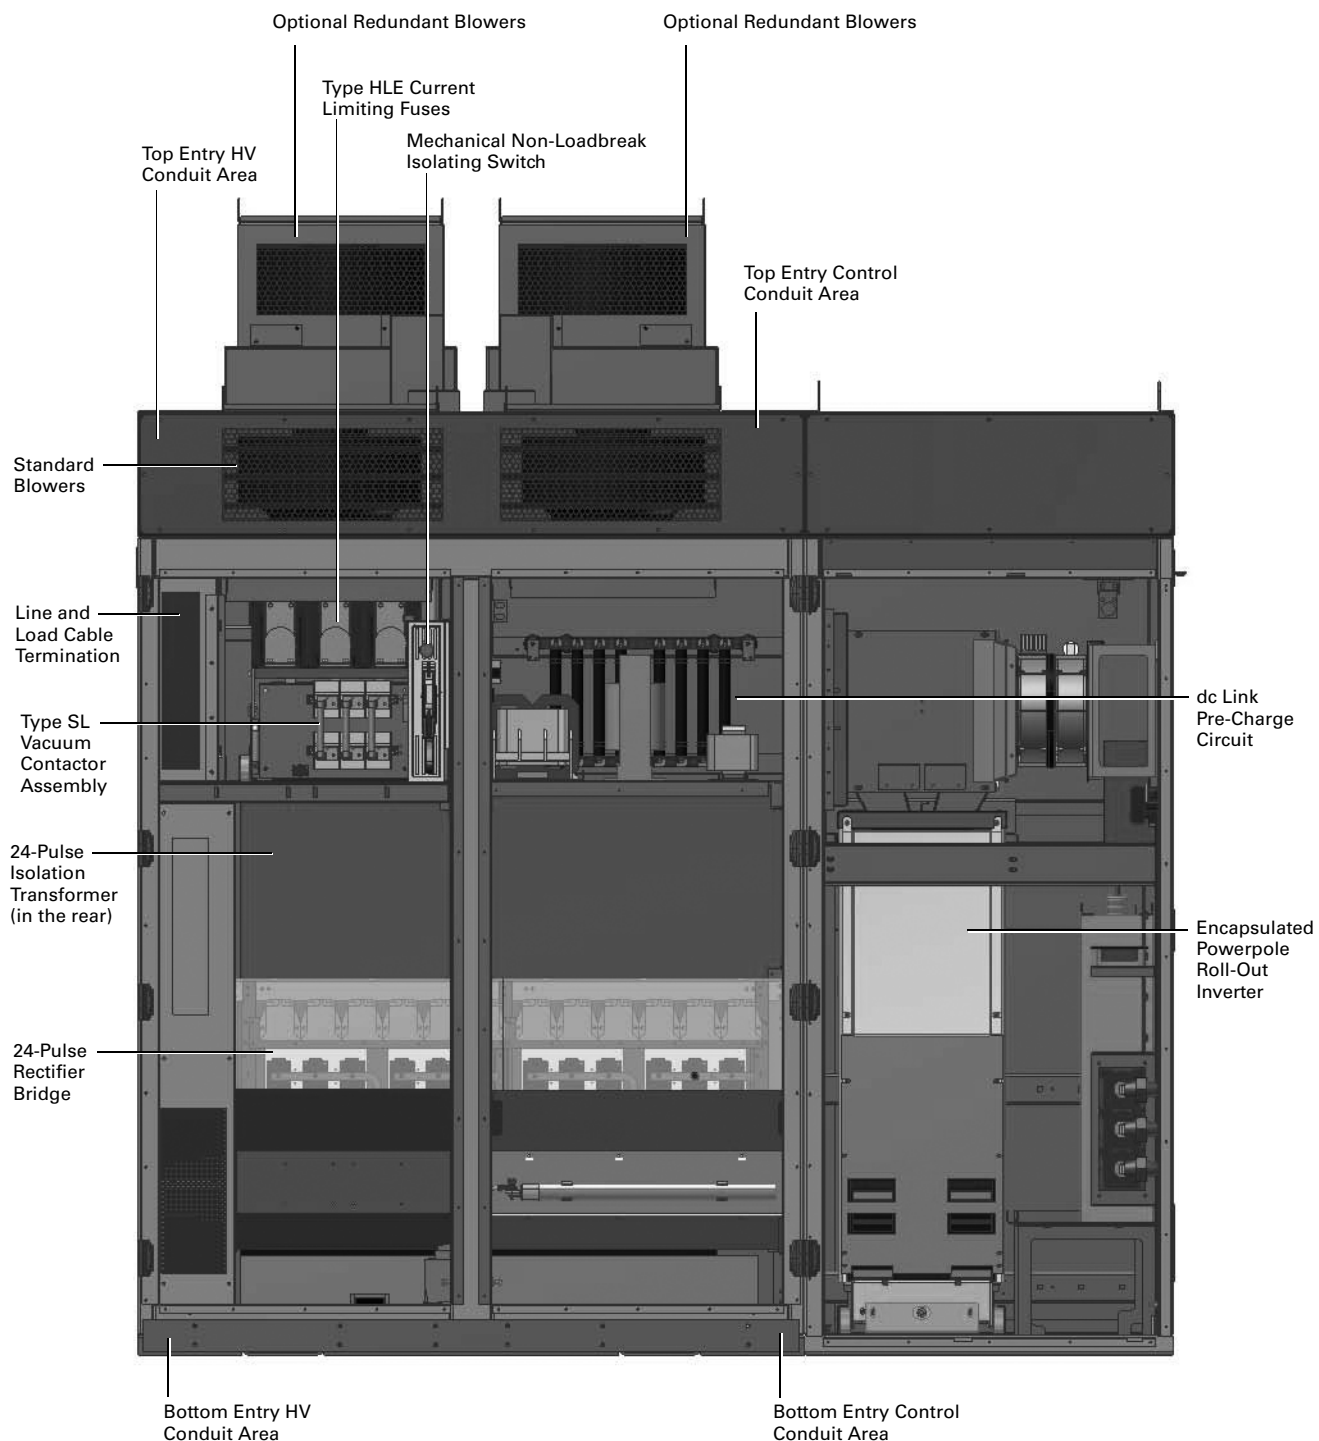 Optional Redundant Blowers
Optional Redundant Blowers
Type HLE Current
Limiting Fuses
Mechanical Non-Loadbreak
Isolating Switch
Top Entry HV
Conduit Area
Top Entry Control
Conduit Area
Standard
Blowers
Line and
Load Cable
Termination
Type SL
Vacuum
Contactor
Assembly
dc Link
Pre-Charge
Circuit
24-Pulse
Isolation
Transformer
(in the rear)
Encapsulated
Powerpole
Roll-Out
Inverter
24-Pulse
Rectifier
Bridge
Bottom Entry HV
Conduit Area
Bottom Entry Control
Conduit Area